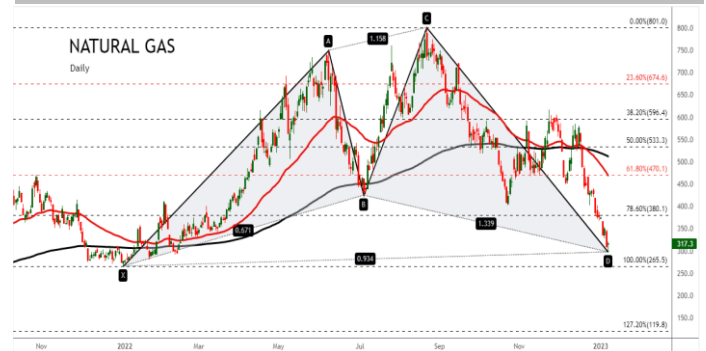 NATURAL GAS
Daily
A
C
1.158
0.00%(801.0)
800.0
750.0
700.0
23.60%(674.6)
650.0
38.20%(596.4)
600.0
50.00%(533.3)
550.0
500.0
61.80%(470.1)
450.0
B
400.0
78.60%(380.1)
350.0
0.671
1.339
317.3
300.0
0.934
X
D
100.00%(265.5)
250.0
200.0
150.0
127.20%(119.8)
Nov
2022
Mar
May
Jul
Sep
Nov
2023